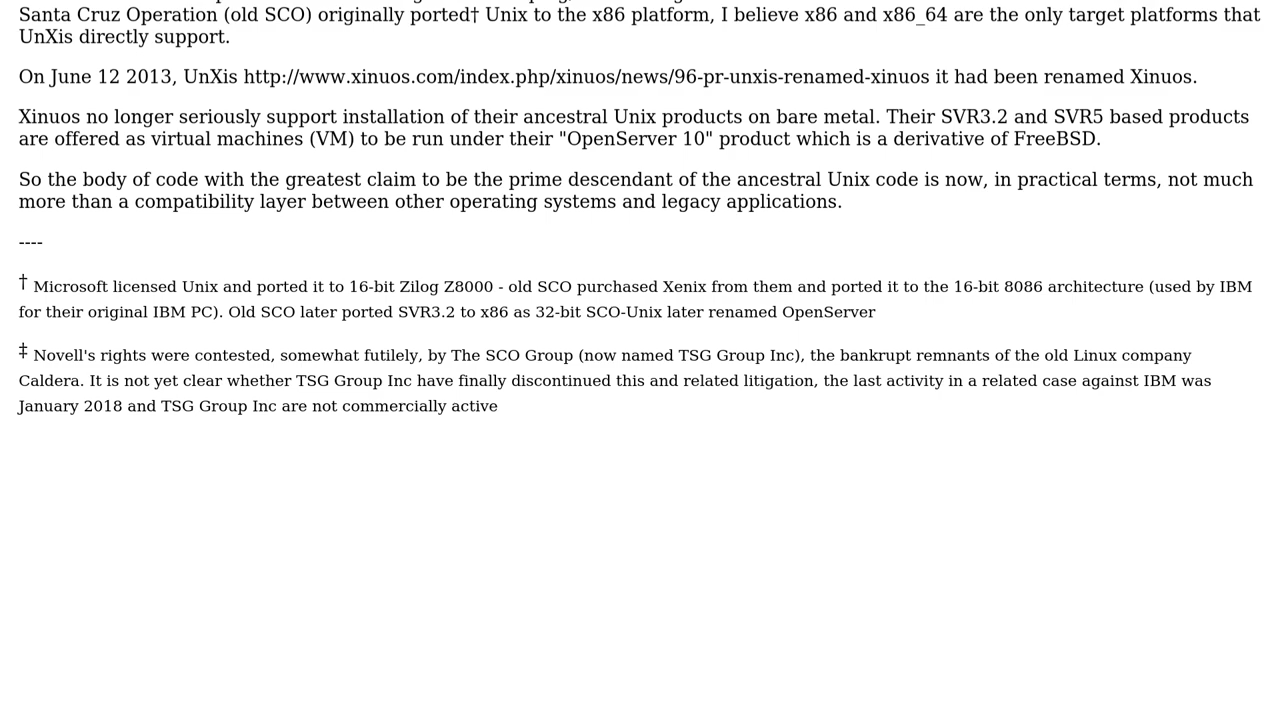 Santa Cruz Operation (old SCO) originally ported† Unix to the x86 platform, I believe x86 and x86_64 are the only target platforms that
UnXis directly support.
On June 12 2013, UnXis http://www.xinuos.com/index.php/xinuos/news/96-pr-unxis-renamed-xinuos it had been renamed Xinuos.
Xinuos no longer seriously support installation of their ancestral Unix products on bare metal. Their SVR3.2 and SVR5 based products
are offered as virtual machines (VM) to be run under their "OpenServer 10" product which is a derivative of FreeBSD.
So the body of code with the greatest claim to be the prime descendant of the ancestral Unix code is now, in practical terms, not much
more than a compatibility layer between other operating systems and legacy applications.
----
† Microsoft licensed Unix and ported it to 16-bit Zilog Z8000 - old SCO purchased Xenix from them and ported it to the 16-bit 8086 architecture (used by IBM
for their original IBM PC). Old SCO later ported SVR3.2 to x86 as 32-bit SCO-Unix later renamed OpenServer
‡ Novell's rights were contested, somewhat futilely, by The SCO Group (now named TSG Group Inc), the bankrupt remnants of the old Linux company
Caldera. It is not yet clear whether TSG Group Inc have finally discontinued this and related litigation, the last activity in a related case against IBM was
January 2018 and TSG Group Inc are not commercially active